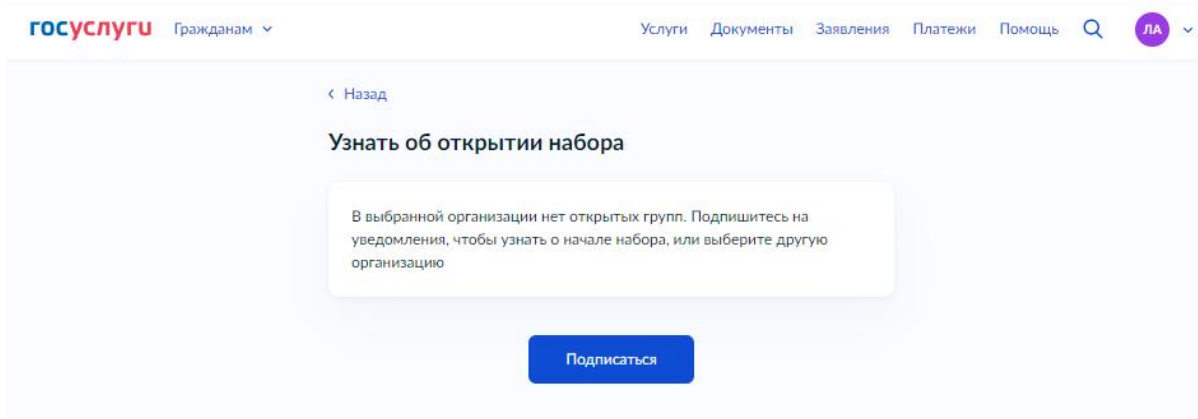 госуслуги Гражданам Услуги Документы Заявления Платежи Помощь ЛА
Назад
Узнать об открытии набора
В выбранной организации нет открытых групп. Подпишитесь на
уведомления, чтобы узнать о начале набора, или выберите другую
организацию
Подписаться